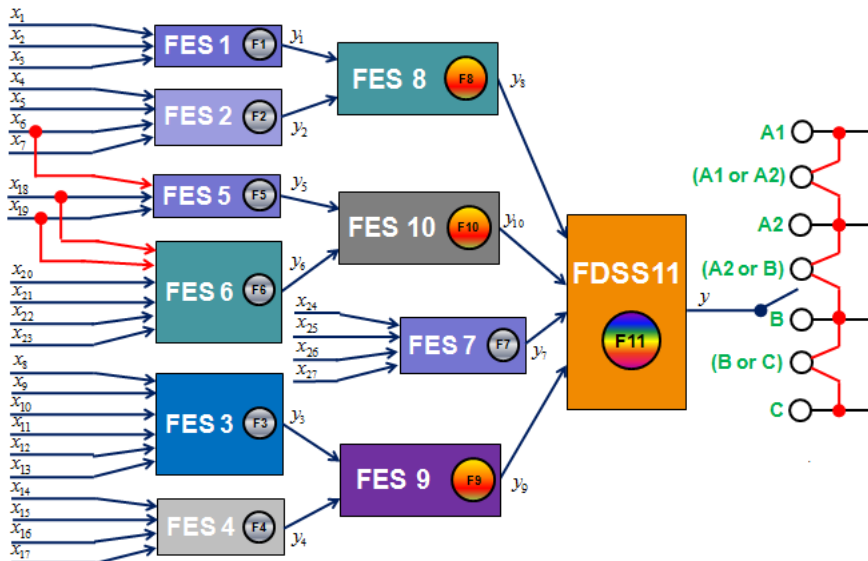 x1
x2
x3
FES 1
F1
y1
x4
x5
x6
x7
FES 2
F2
y2
FES 8
F8
y8
x18
x19
FES 5
F5
y5
x20
x21
x22
x23
FES 6
F6
y6
FES 10
F10
y10
x24
x25
x26
x27
FES 7
F7
y7
x8
x9
x10
x11
x12
x13
FES 3
F3
y3
x14
x15
x16
x17
FES 4
F4
y4
FES 9
F9
y9
FDSS11
F11
y
A1
(A1 or A2)
A2
(A2 or B)
B
(B or C)
C